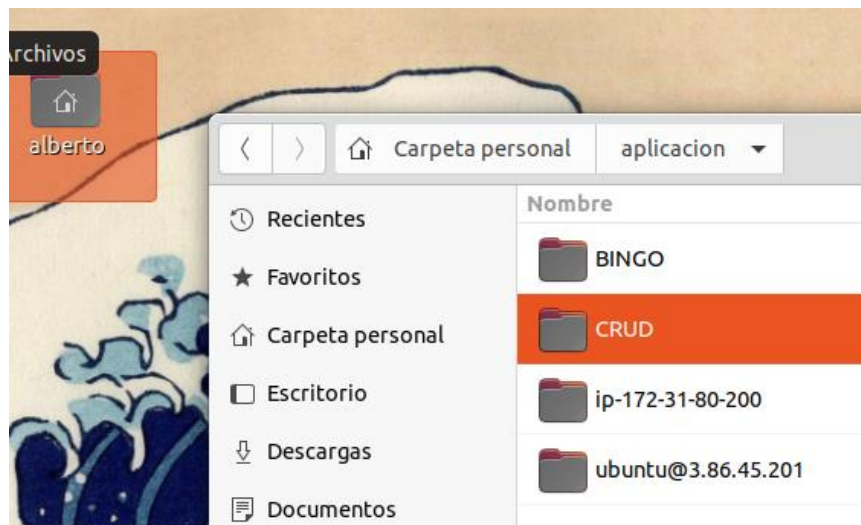 Archivos
alberto
Carpeta personal
aplicacion
Recientes
Favoritos
Carpeta personal
Escritorio
Descargas
Documentos
Nombre
BINGO
CRUD
ip-172-31-80-200
ubuntu@3.86.45.201